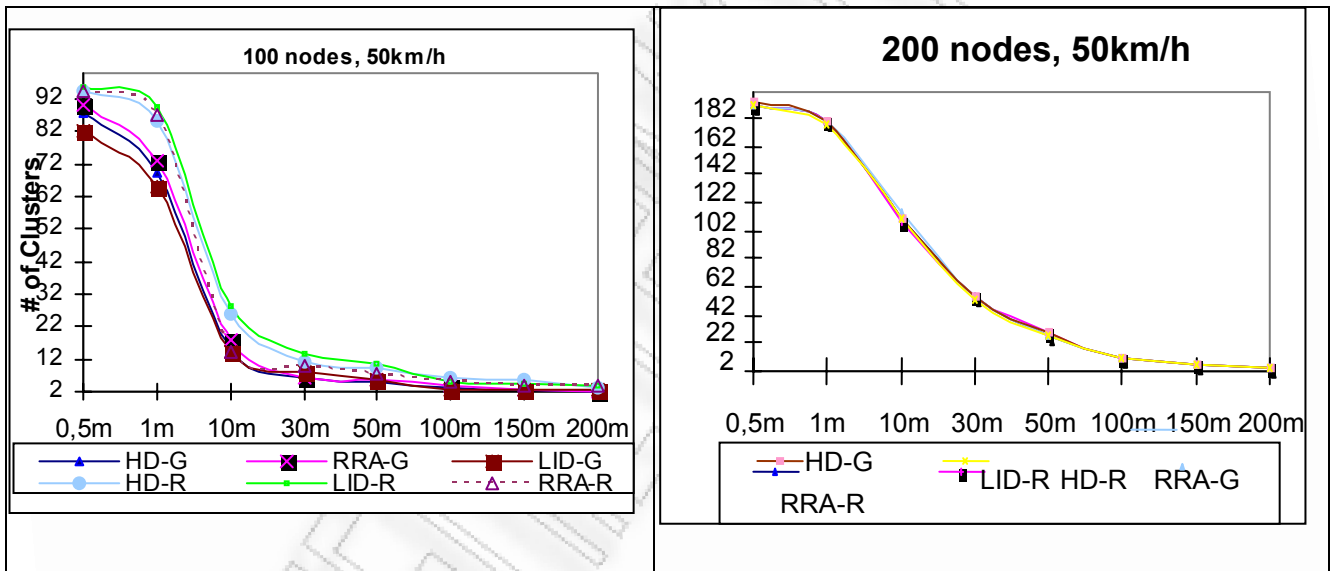 100 nodes, 50km/h
# of Clusters
92
82
72
62
52
42
32
22
12
2
0,5m 1m 10m 30m 50m 100m 150m 200m
HD-G RRA-G LID-G
HD-R LID-R RRA-R
200 nodes, 50km/h
182
162
142
122
102
82
62
42
22
2
0,5m 1m 10m 30m 50m 100m 150m 200m
HD-G LID-R HD-R RRA-G
RRA-R